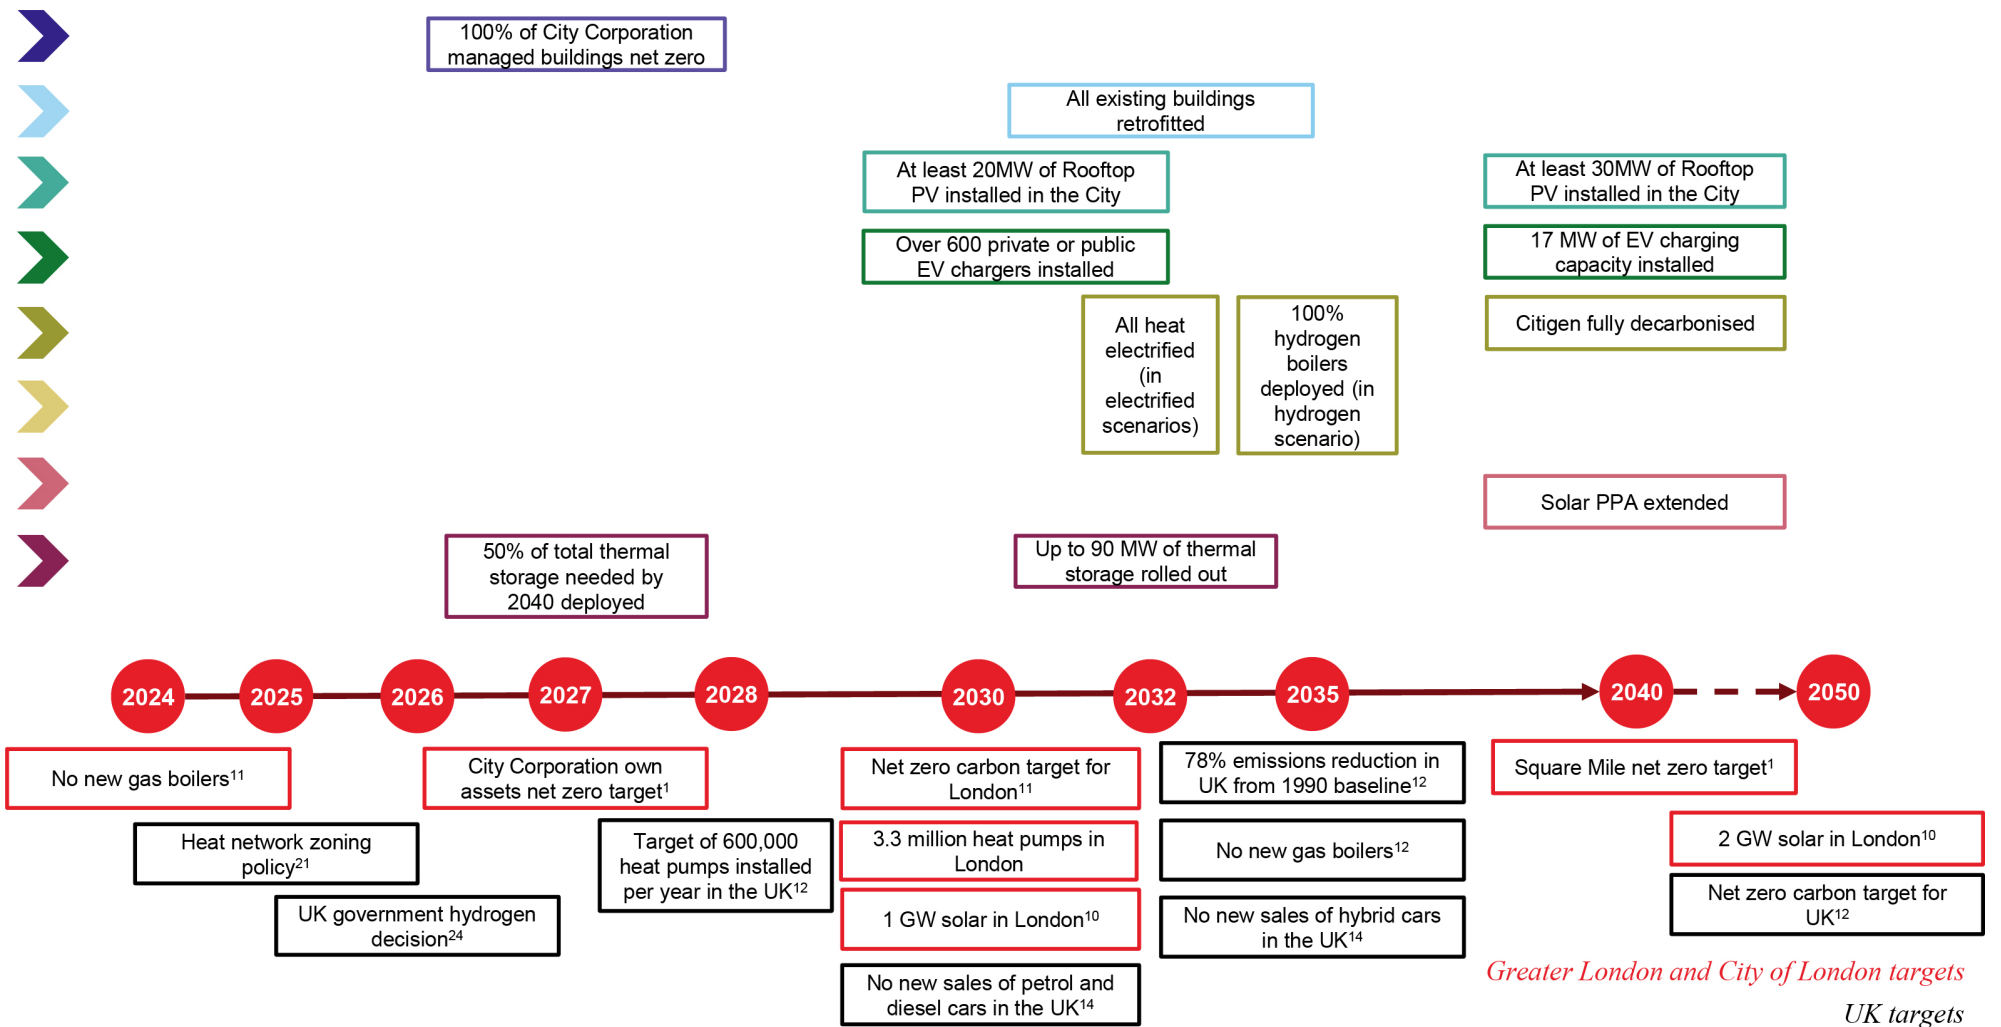 100% of City Corporation
managed buildings net zero
All existing buildings
retrofitted
At least 20MW of Rooftop
PV installed in the City
At least 30MW of Rooftop
PV installed in the City
Over 600 private or public
EV chargers installed
17 MW of EV charging
capacity installed
All heat
electrified
(in
electrified
scenarios)
100%
hydrogen
boilers
deployed (in
hydrogen
scenario)
Citigen fully decarbonised
Solar PPA extended
50% of total thermal
storage needed by
2040 deployed
Up to 90 MW of thermal
storage rolled out
2024
2025
2026
2027
2028
2030
2032
2035
2040
2050
No new gas boilers¹¹
Heat network zoning
policy²¹
UK government hydrogen
decision²⁴
City Corporation own
assets net zero target¹
Target of 600,000
heat pumps installed
per year in the UK¹²
Net zero carbon target for
London¹¹
3.3 million heat pumps in
London
1 GW solar in London¹⁰
No new sales of petrol and
diesel cars in the UK¹⁴
78% emissions reduction in
UK from 1990 baseline¹²
No new gas boilers¹²
No new sales of hybrid cars
in the UK¹⁴
Square Mile net zero target¹
2 GW solar in London¹⁰
Net zero carbon target for
UK¹²
Greater London and City of London targets
UK targets